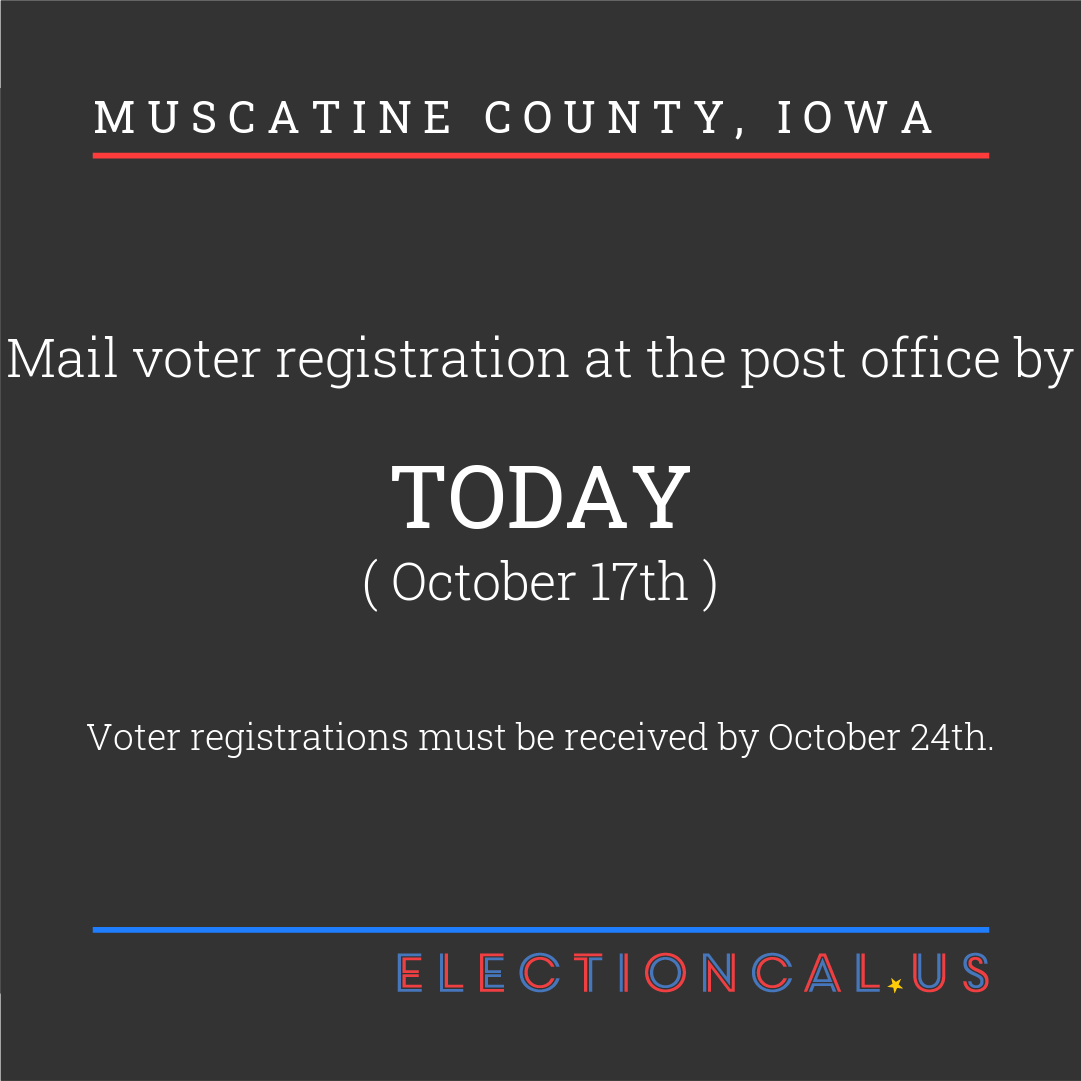 MUSCATINE COUNTY, IOWA
Mail voter registration at the post office by
TODAY
( October 17th )
Voter registrations must be received by October 24th.
ELECTIONCAL.US